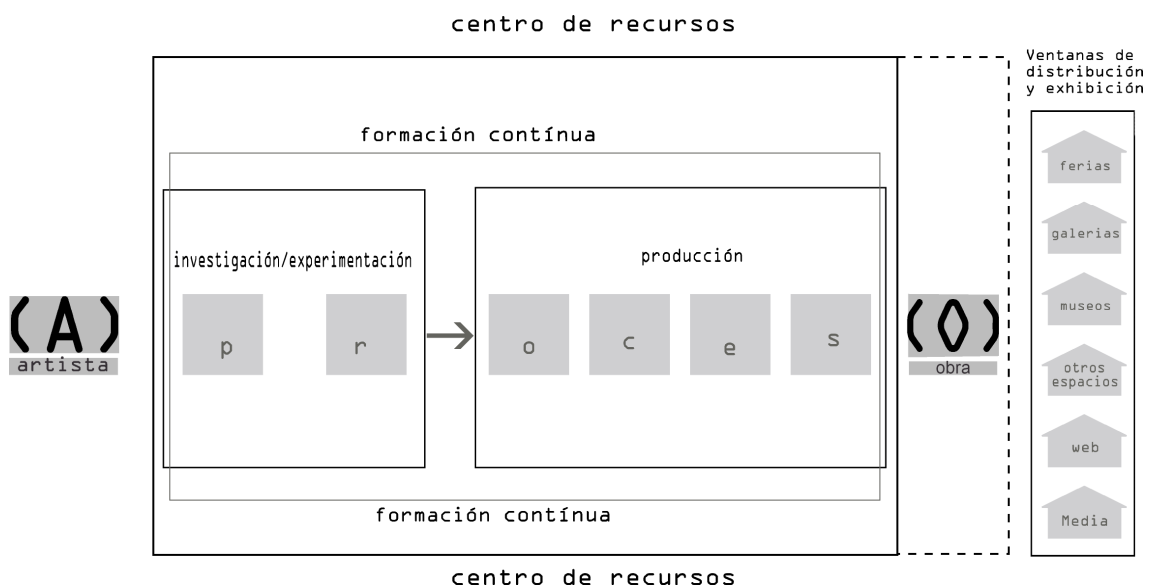 centro de recursos
Ventanas de
distribución
y exhibición
formación contínua
investigación/experimentación
producción
(A)
artista
p
r
o
c
e
s
(O)
obra
ferias
galerias
museos
otros
espacios
web
Media
formación contínua
centro de recursos